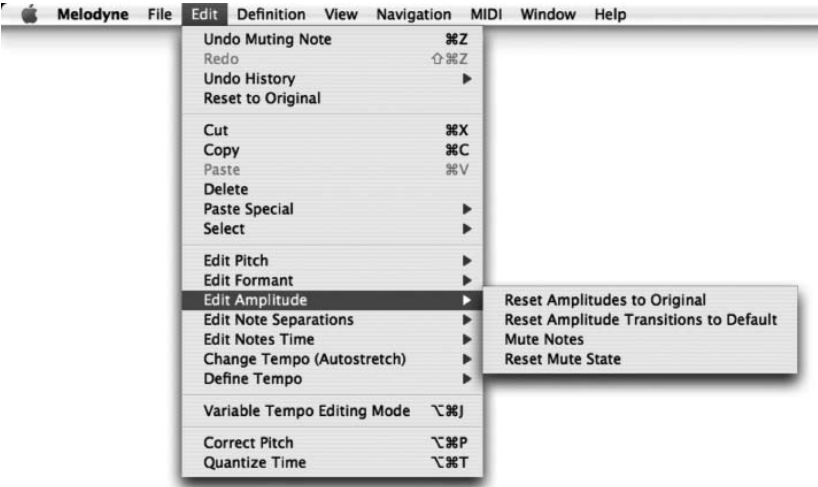 Melodyne File Edit Definition View Navigation MIDI Window Help
Undo Muting Note ⌘Z
Redo ⇧⌘Z
Undo History ▶
Reset to Original
Cut ⌘X
Copy ⌘C
Paste ⌘V
Delete
Paste Special ▶
Select ▶
Edit Pitch ▶
Edit Formant ▶
Edit Amplitude ▶
Edit Note Separations ▶
Edit Notes Time ▶
Change Tempo (Autostretch) ▶
Define Tempo ▶
Variable Tempo Editing Mode ⌥⌘J
Correct Pitch ⌥⌘P
Quantize Time ⌥⌘T
Reset Amplitudes to Original
Reset Amplitude Transitions to Default
Mute Notes
Reset Mute State